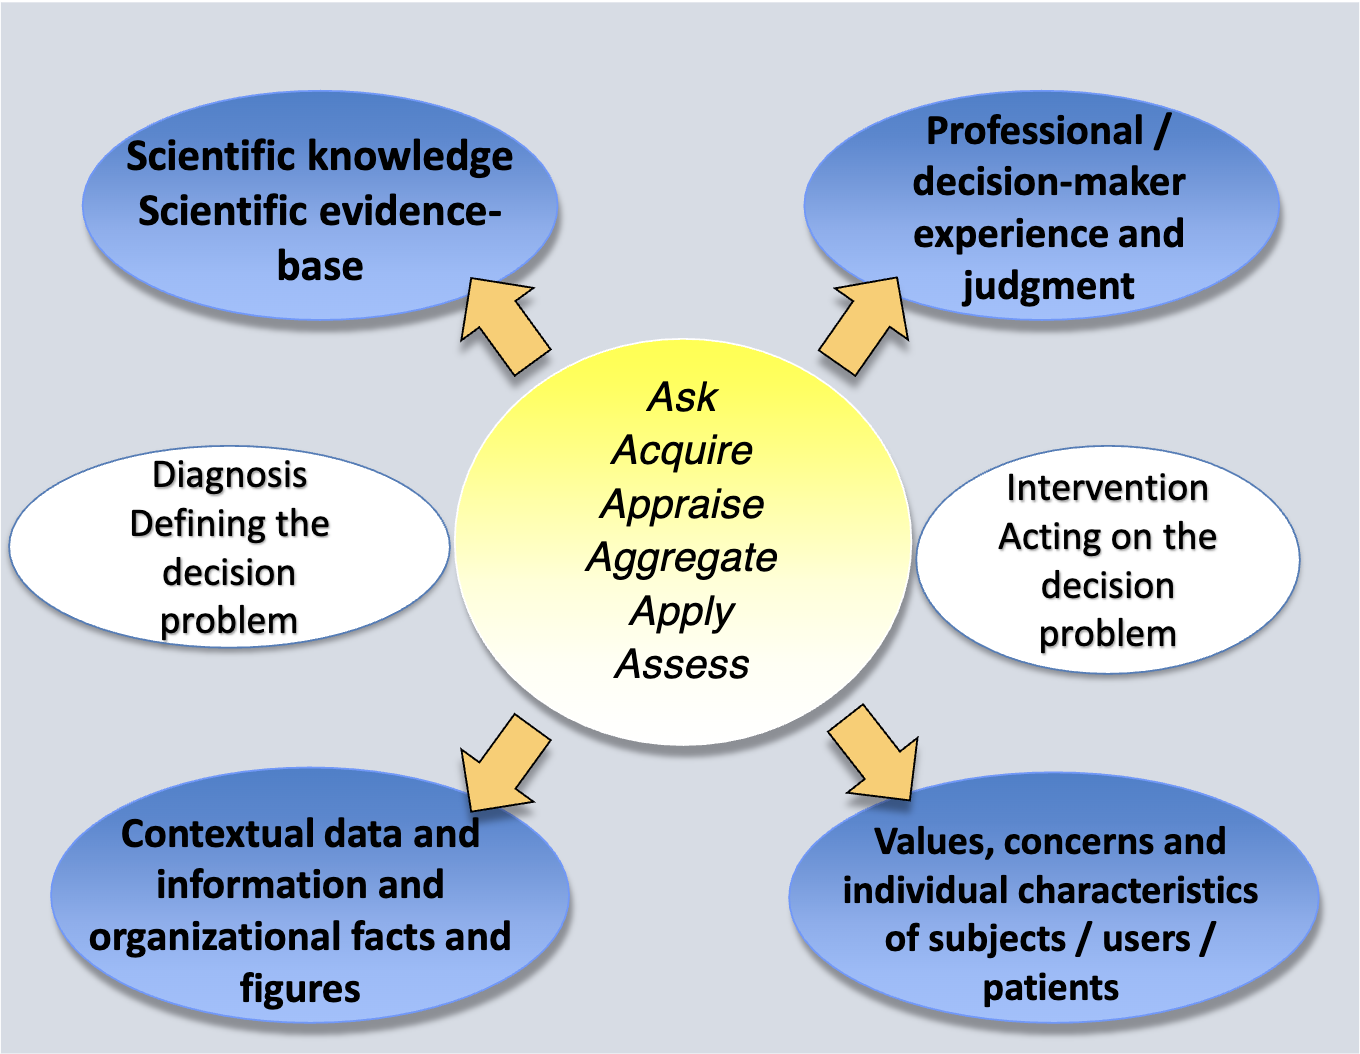 Scientific knowledge
Scientific evidence-
base
Professional /
decision-maker
experience and
judgment
Ask
Acquire
Appraise
Aggregate
Apply
Assess
Diagnosis
Defining the
decision
problem
Intervention
Acting on the
decision
problem
Contextual data and
information and
organizational facts and
figures
Values, concerns and
individual characteristics
of subjects / users /
patients